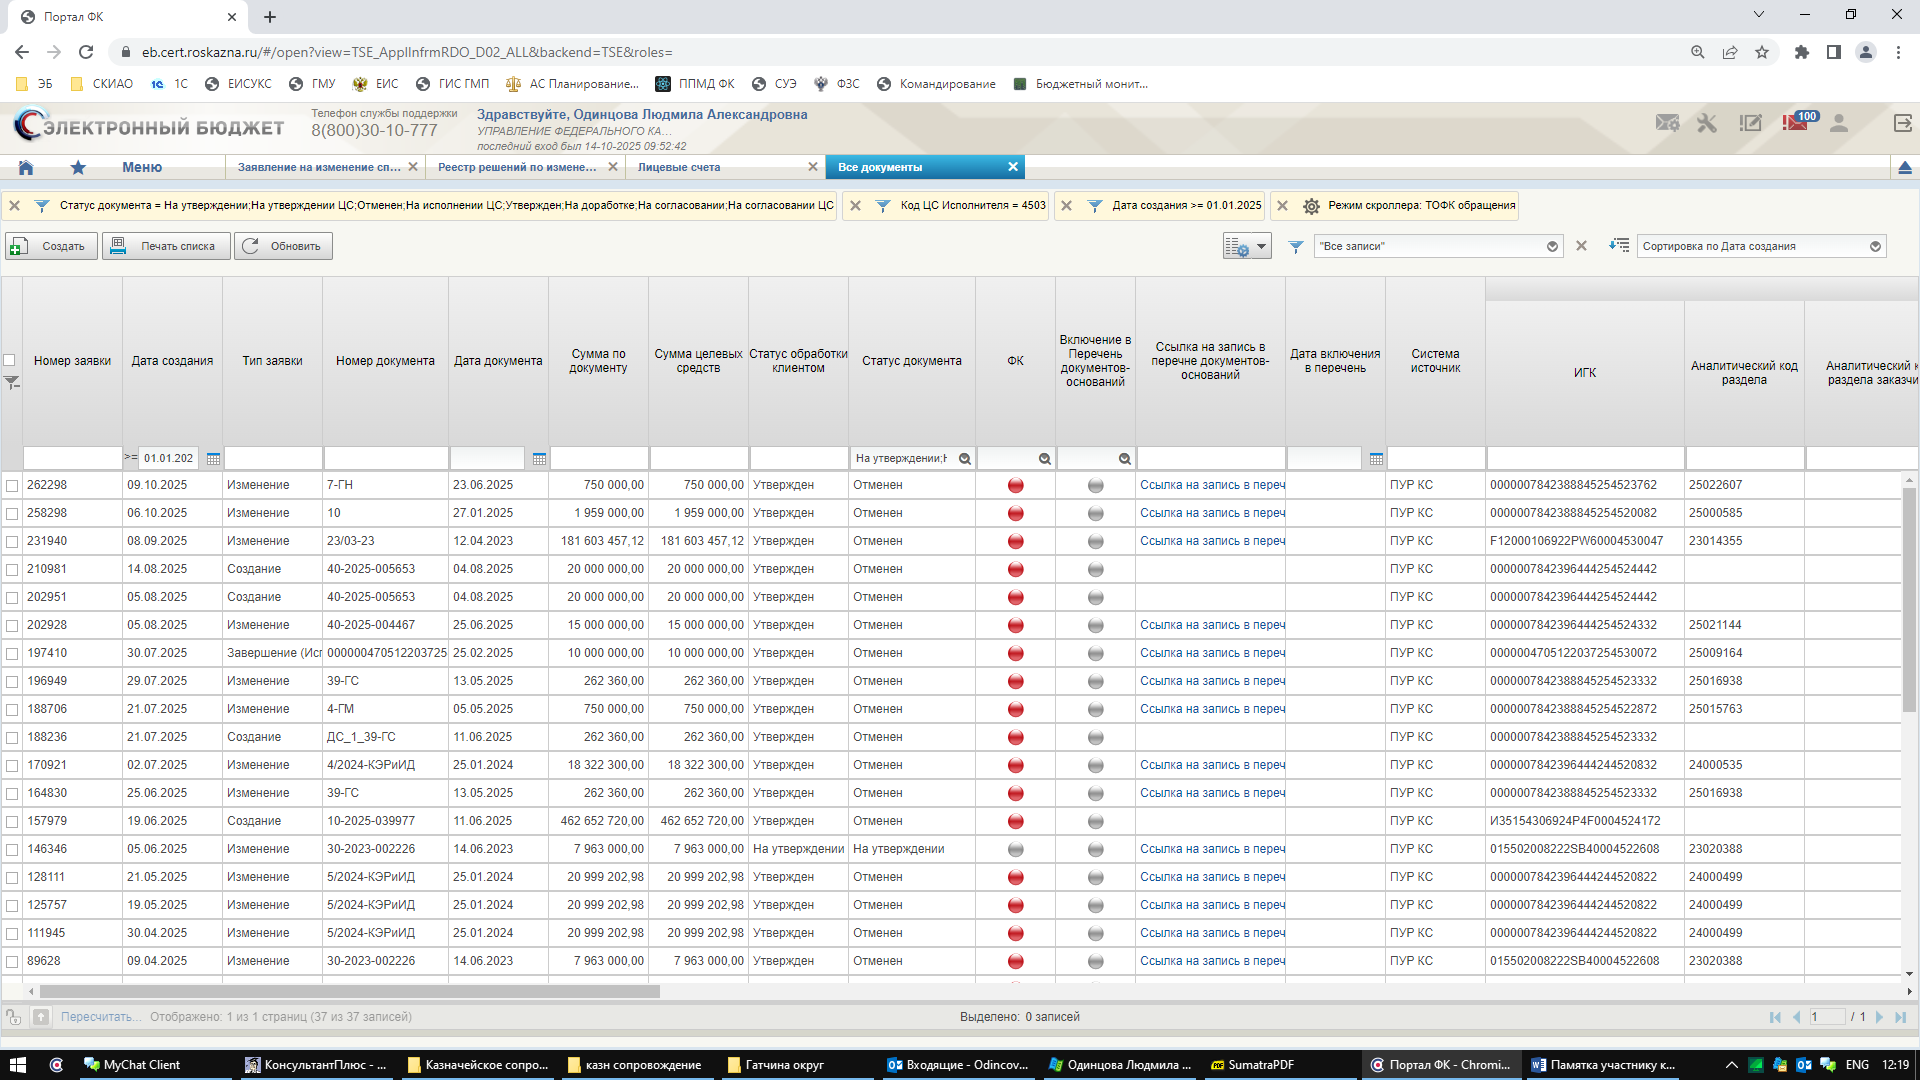 Портал ФК
eb.cert.roskazna.ru/#/open?view=TSE_ApplInfrmRDO_D02_ALL&backend=TSE&roles=
ЭБ СКИАО 1С ЕИСУКС ГМУ ЕИС ГИС ГМП АС Планирование... ППМД ФК СУЭ ФЗС Командирование Бюджетный монит...
ЭЛЕКТРОННЫЙ БЮДЖЕТ
Телефон службы поддержки
8(800)30-10-777
Здравствуйте, Одинцова Людмила Александровна
УПРАВЛЕНИЕ ФЕДЕРАЛЬНОГО КА...
последний вход был 14-10-2025 09:52:42
100
Меню Заявление на изменение сп... Реестр решений по измене... Лицевые счета Все документы
Статус документа = На утверждении;На утверждении ЦС;Отменен;На исполнении ЦС;Утвержден;На доработке;На согласовании;На согласовании ЦС Код ЦС Исполнителя = 4503 Дата создания >= 01.01.2025 Режим скроллера: ТОФК обращения
Создать Печать списка Обновить "Все записи" Сортировка по Дата создания
Номер заявки Дата создания Тип заявки Номер документа Дата документа Сумма по документу Сумма целевых средств Статус обработки клиентом Статус документа ФК Включение в Перечень документов-оснований Ссылка на запись в перечне документов-оснований Дата включения в перечень Система источник ИГК Аналитический код раздела Аналитический раздела заказчи
>= 01.01.202 На утверждении;
262298 09.10.2025 Изменение 7-ГН 23.06.2025 750 000,00 750 000,00 Утвержден Отменен Ссылка на запись в переч ПУР КС 0000007842388845254523762 25022607
258298 06.10.2025 Изменение 10 27.01.2025 1 959 000,00 1 959 000,00 Утвержден Отменен Ссылка на запись в переч ПУР КС 0000007842388845254520082 25000585
231940 08.09.2025 Изменение 23/03-23 12.04.2023 181 603 457,12 181 603 457,12 Утвержден Отменен Ссылка на запись в переч ПУР КС F12000106922PW60004530047 23014355
210981 14.08.2025 Создание 40-2025-005653 04.08.2025 20 000 000,00 20 000 000,00 Утвержден Отменен ПУР КС 0000007842396444254524442
202951 05.08.2025 Создание 40-2025-005653 04.08.2025 20 000 000,00 20 000 000,00 Утвержден Отменен ПУР КС 0000007842396444254524442
202928 05.08.2025 Изменение 40-2025-004467 25.06.2025 15 000 000,00 15 000 000,00 Утвержден Отменен Ссылка на запись в переч ПУР КС 0000007842396444254524332 25021144
197410 30.07.2025 Завершение (Исп 000000470512203725 25.02.2025 10 000 000,00 10 000 000,00 Утвержден Отменен Ссылка на запись в переч ПУР КС 0000004705122037254530072 25009164
196949 29.07.2025 Изменение 39-ГС 13.05.2025 262 360,00 262 360,00 Утвержден Отменен Ссылка на запись в переч ПУР КС 0000007842388845254523332 25016938
188706 21.07.2025 Изменение 4-ГМ 05.05.2025 750 000,00 750 000,00 Утвержден Отменен Ссылка на запись в переч ПУР КС 0000007842388845254522872 25015763
188236 21.07.2025 Создание ДС_1_39-ГС 11.06.2025 262 360,00 262 360,00 Утвержден Отменен ПУР КС 0000007842388845254523332
170921 02.07.2025 Изменение 4/2024-КЭРиИД 25.01.2024 18 322 300,00 18 322 300,00 Утвержден Отменен Ссылка на запись в переч ПУР КС 0000007842396444244520832 24000535
164830 25.06.2025 Изменение 39-ГС 13.05.2025 262 360,00 262 360,00 Утвержден Отменен Ссылка на запись в переч ПУР КС 0000007842388845254523332 25016938
157979 19.06.2025 Создание 10-2025-039977 11.06.2025 462 652 720,00 462 652 720,00 Утвержден Отменен ПУР КС И35154306924P4F0004524172
146346 05.06.2025 Изменение 30-2023-002226 14.06.2023 7 963 000,00 7 963 000,00 На утверждении На утверждении Ссылка на запись в переч ПУР КС 015502008222SB40004522608 23020388
128111 21.05.2025 Изменение 5/2024-КЭРиИД 25.01.2024 20 999 202,98 20 999 202,98 Утвержден Отменен Ссылка на запись в переч ПУР КС 0000007842396444244520822 24000499
125757 19.05.2025 Изменение 5/2024-КЭРиИД 25.01.2024 20 999 202,98 20 999 202,98 Утвержден Отменен Ссылка на запись в переч ПУР КС 0000007842396444244520822 24000499
111945 30.04.2025 Изменение 5/2024-КЭРиИД 25.01.2024 20 999 202,98 20 999 202,98 Утвержден Отменен Ссылка на запись в переч ПУР КС 0000007842396444244520822 24000499
89628 09.04.2025 Изменение 30-2023-002226 14.06.2023 7 963 000,00 7 963 000,00 Утвержден Отменен Ссылка на запись в переч ПУР КС 015502008222SB40004522608 23020388
Пересчитать... Отображено: 1 из 1 страниц (37 из 37 записей) Выделено: 0 записей 1 / 1
MyChat Client КонсультантПлюс - ... Казначейское сопро... казн сопровождение Гатчина округ Входящие - Odincov... Одинцова Людмила ... SumatraPDF Портал ФК - Chromi... Памятка участнику к... ENG 12:19